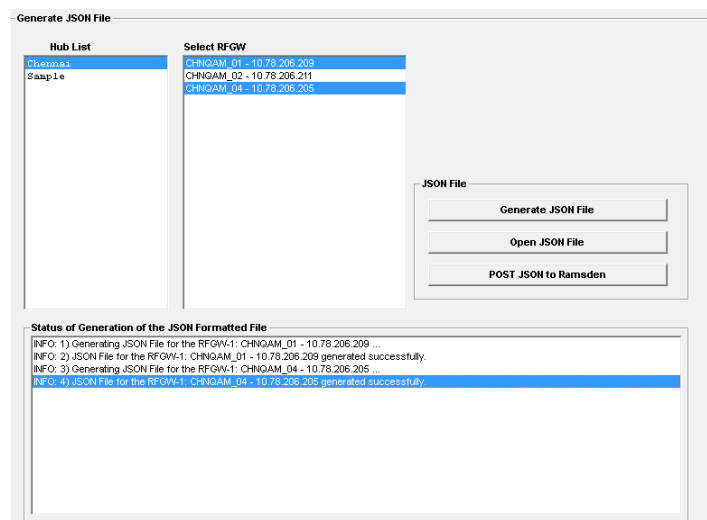 Generate JSON File
Hub List
Chennai
Sample
Select RFGW
CHNQAM_01 - 10.78.206.209
CHNQAM_02 - 10.78.206.211
CHNQAM_04 - 10.78.206.205
JSON File
Generate JSON File
Open JSON File
POST JSON to Ramsden
Status of Generation of the JSON Formatted File
INFO: 1) Generating JSON File for the RFGW-1: CHNQAM_01 - 10.78.206.209 ...
INFO: 2) JSON File for the RFGW-1: CHNQAM_01 - 10.78.206.209 generated successfully.
INFO: 3) Generating JSON File for the RFGW-1: CHNQAM_04 - 10.78.206.205 ...
INFO: 4) JSON File for the RFGW-1: CHNQAM_04 - 10.78.206.205 generated successfully.